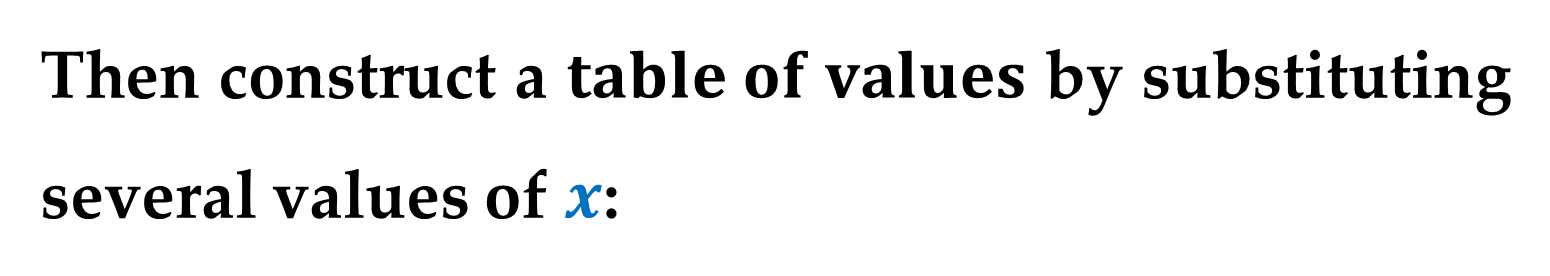 Then construct a table of values by substituting
several values of x: